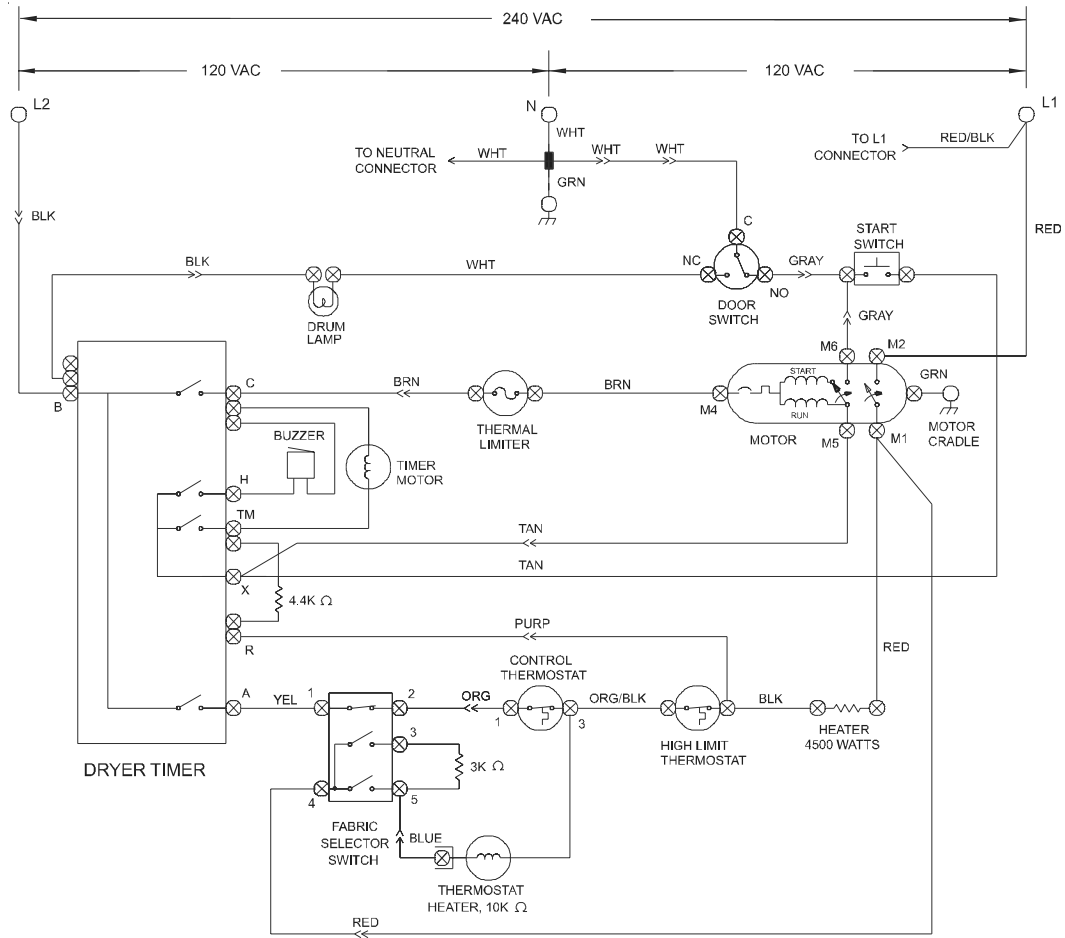 240 VAC
120 VAC
120 VAC
L2
N
L1
WHT
TO NEUTRAL
CONNECTOR
WHT
WHT
WHT
TO L1
CONNECTOR
RED/BLK
GRN
BLK
RED
C
START
SWITCH
BLK
WHT
NC
GRAY
NO
DOOR
SWITCH
DRUM
LAMP
GRAY
M6
M2
B
C
BRN
BRN
START
GRN
M4
RUN
THERMAL
LIMITER
MOTOR
M5
M1
MOTOR
CRADLE
BUZZER
TIMER
MOTOR
H
TM
TAN
TAN
X
4.4K Ω
PURP
R
RED
CONTROL
THERMOSTAT
A
YEL
1
2
ORG
ORG/BLK
BLK
1
3
3
HIGH LIMIT
THERMOSTAT
HEATER
4500 WATTS
3K Ω
DRYER TIMER
4
5
FABRIC
SELECTOR
SWITCH
BLUE
THERMOSTAT
HEATER, 10K Ω
RED